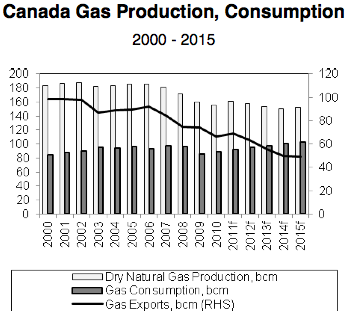 Canada Gas Production, Consumption
2000 - 2015
200
180
160
140
120
100
80
60
40
20
0
120
100
80
60
40
20
0
2000
2001
2002
2003
2004
2005
2006
2007
2008
2009
2010
2011f
2012f
2013f
2014f
2015f
Dry Natural Gas Production, bcm
Gas Consumption, bcm
Gas Exports, bcm (RHS)